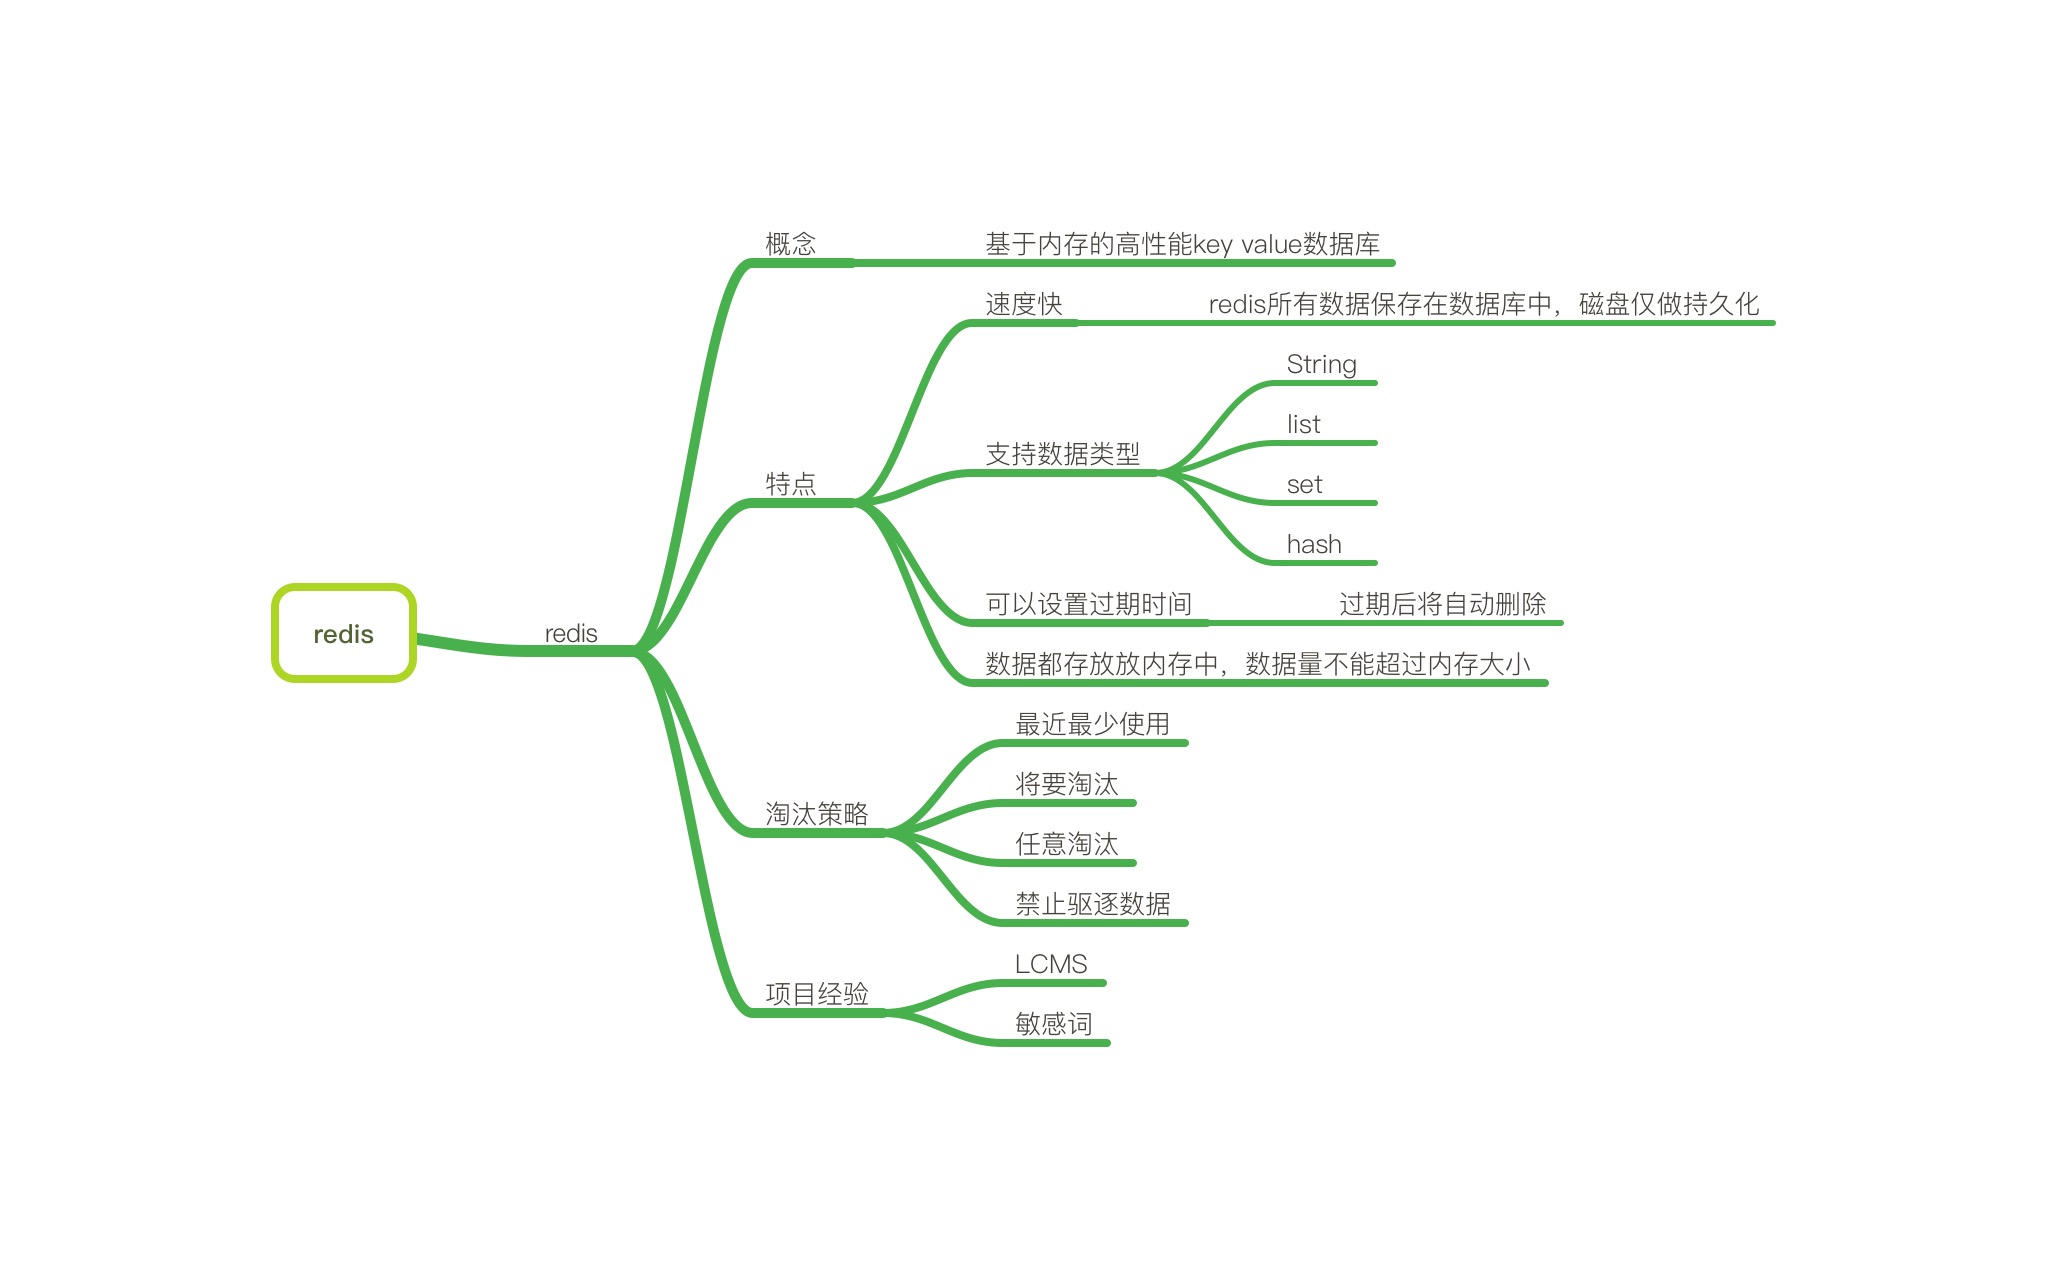 redis
redis
概念
基于内存的高性能key value数据库
特点
速度快
redis所有数据保存在数据库中，磁盘仅做持久化
支持数据类型
String
list
set
hash
可以设置过期时间
过期后将自动删除
数据都存放放内存中，数据量不能超过内存大小
淘汰策略
最近最少使用
将要淘汰
任意淘汰
禁止驱逐数据
项目经验
LCMS
敏感词